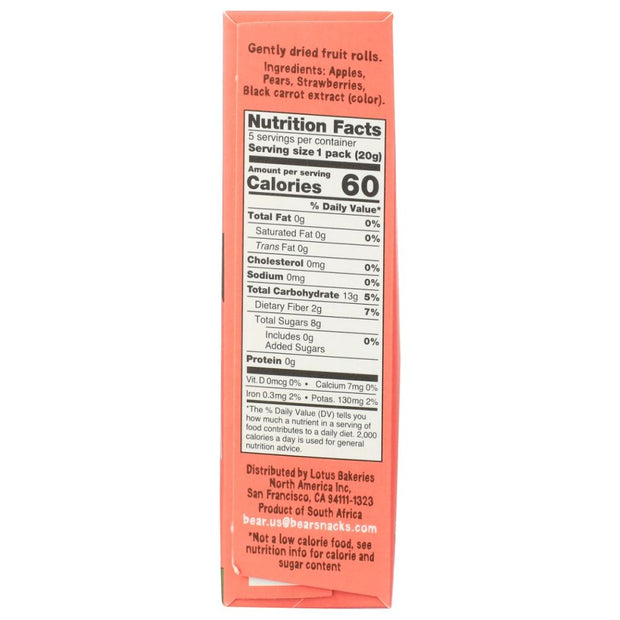 Gently dried fruit rolls.
Ingredients: Apples,
Pears, Strawberries,
Black carrot extract (color).
Nutrition Facts
5 servings per container
Serving size 1 pack (20g)
Amount per serving
Calories 60
% Daily Value*
Total Fat 0g 0%
Saturated Fat 0g 0%
Trans Fat 0g
Cholesterol 0mg 0%
Sodium 0mg 0%
Total Carbohydrate 13g 5%
Dietary Fiber 2g 7%
Total Sugars 8g
Includes 0g
Added Sugars 0%
Protein 0g
Vit. D 0mcg 0% • Calcium 7mg 0%
Iron 0.3mg 2% • Potas. 130mg 2%
*The % Daily Value (DV) tells you
how much a nutrient in a serving of
food contributes to a daily diet. 2,000
calories a day is used for general
nutrition advice.
Distributed by Lotus Bakeries
North America Inc,
San Francisco, CA 94111-1323
Product of South Africa
bear.us@bearsnacks.com
*Not a low calorie food, see
nutrition info for calorie and
sugar content